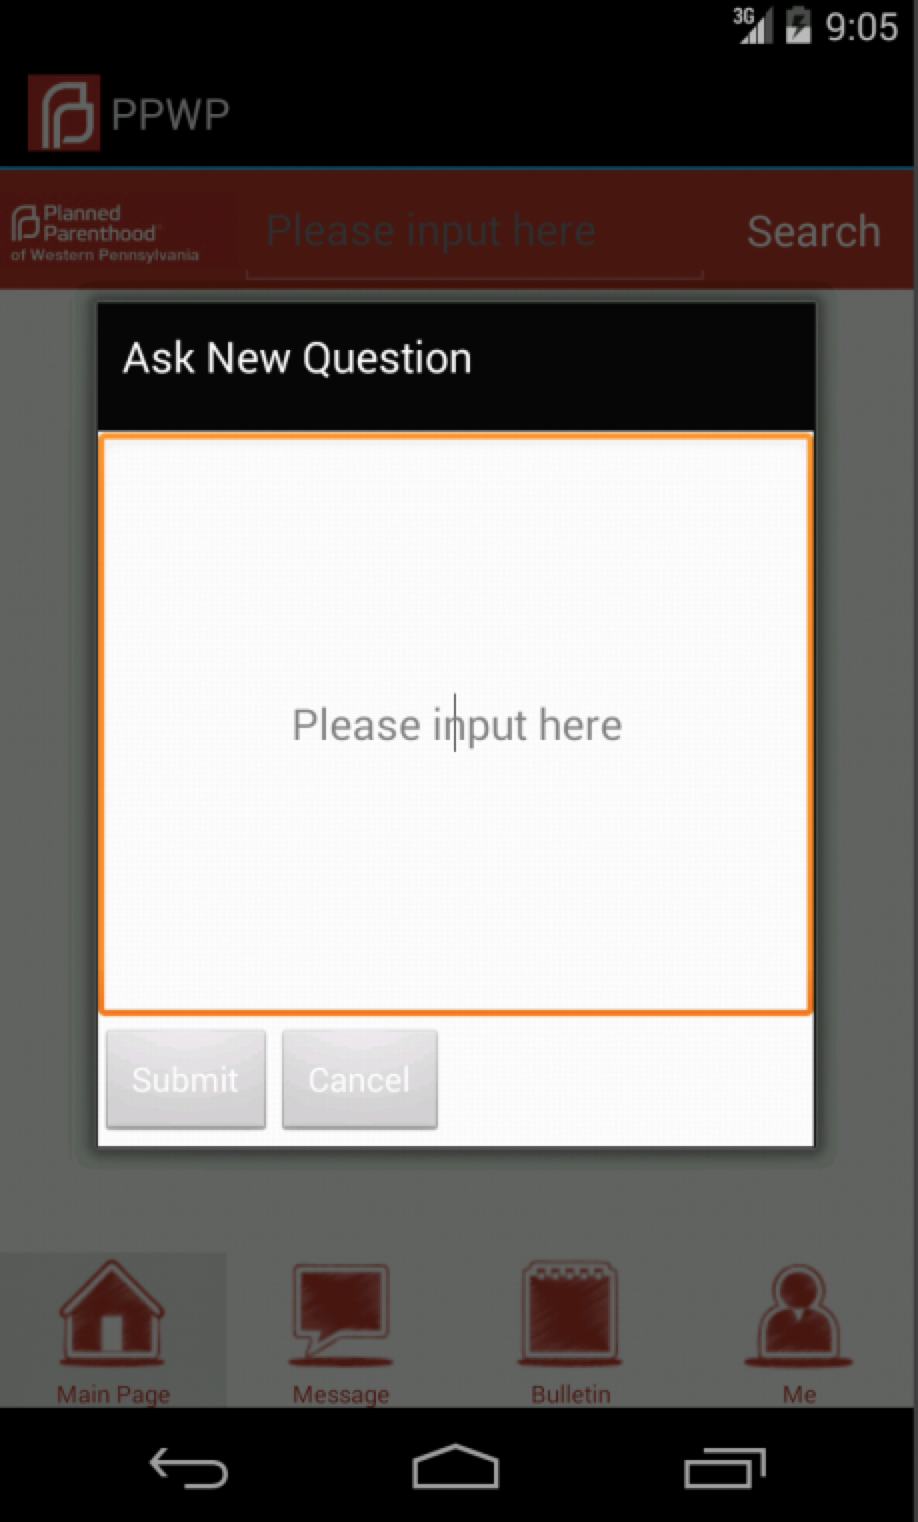 3G 9:05
PPWP
Planned
Parenthood
of Western Pennsylvania
Please input here
Search
Ask New Question
Please input here
Submit Cancel
Main Page Message Bulletin Me